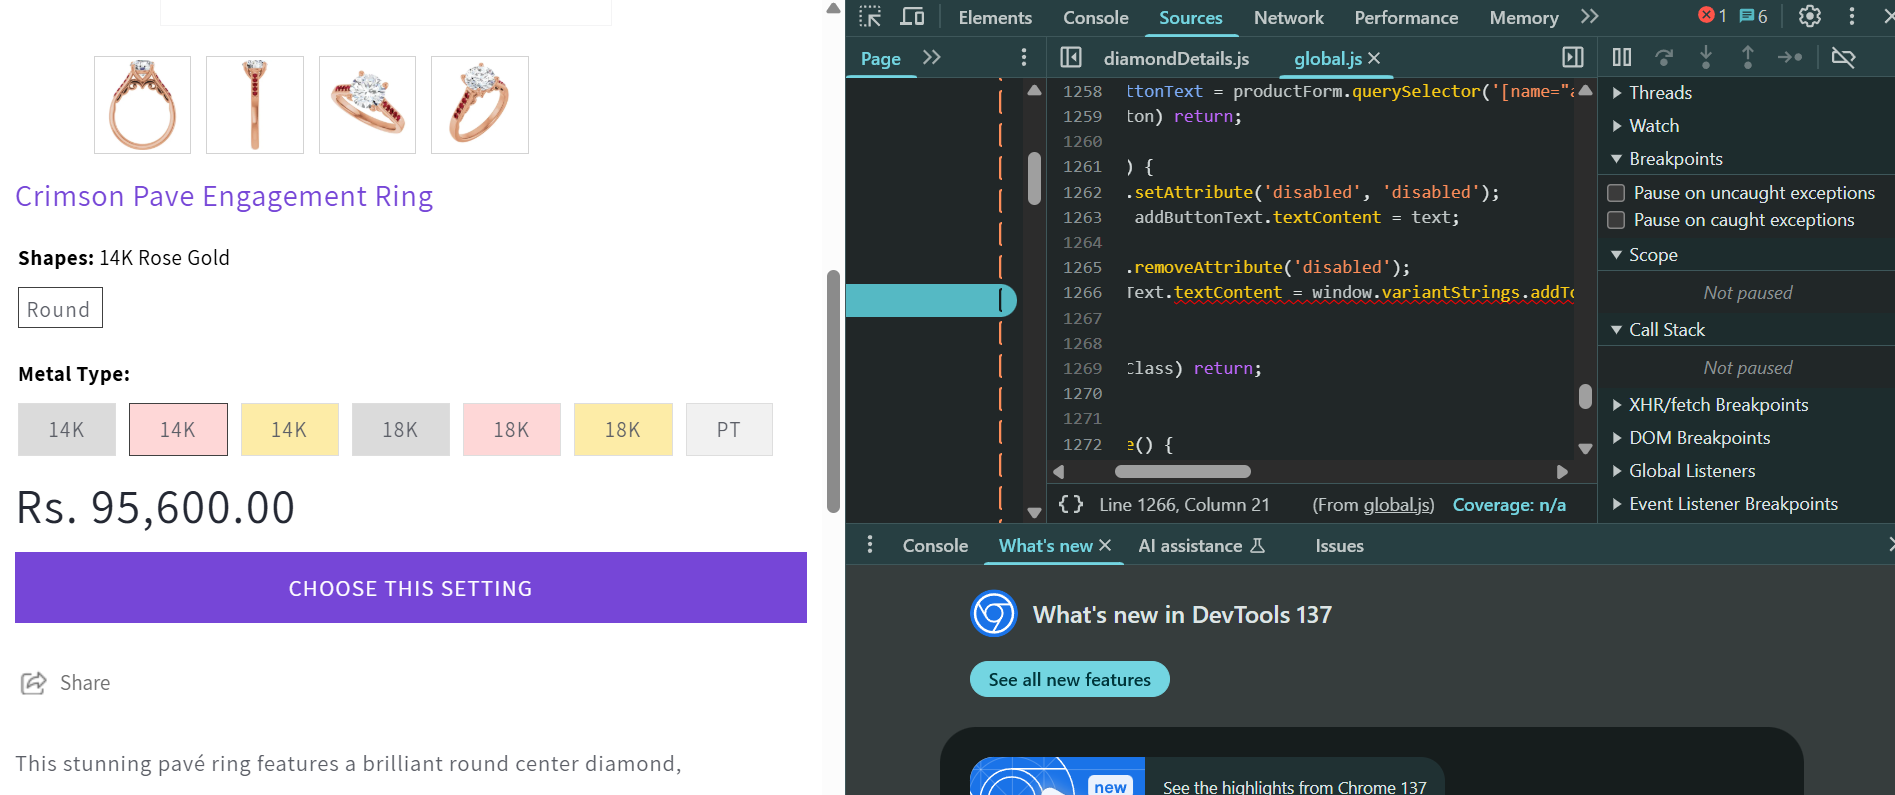 Crimson Pave Engagement Ring
Shapes: 14K Rose Gold
Round
Metal Type:
14K 14K 14K 18K 18K 18K PT
Rs. 95,600.00
CHOOSE THIS SETTING
Share
This stunning pavé ring features a brilliant round center diamond,
Elements Console Sources Network Performance Memory 1 6
Page diamondDetails.js global.js
1258 ttonText = productForm.querySelector('[name="a
1259 ton) return;
1260
1261 ) {
1262 .setAttribute('disabled', 'disabled');
1263 addButtonText.textContent = text;
1264
1265 .removeAttribute('disabled');
1266 Text.textContent = window.variantStrings.addTo
1267
1268
1269 Class) return;
1270
1271
1272 e() {
{} Line 1266, Column 21 (From global.js) Coverage: n/a
Threads
Watch
Breakpoints
Pause on uncaught exceptions
Pause on caught exceptions
Scope
Not paused
Call Stack
Not paused
XHR/fetch Breakpoints
DOM Breakpoints
Global Listeners
Event Listener Breakpoints
Console What's new AI assistance Issues
What's new in DevTools 137
See all new features
new
See the highlights from Chrome 137